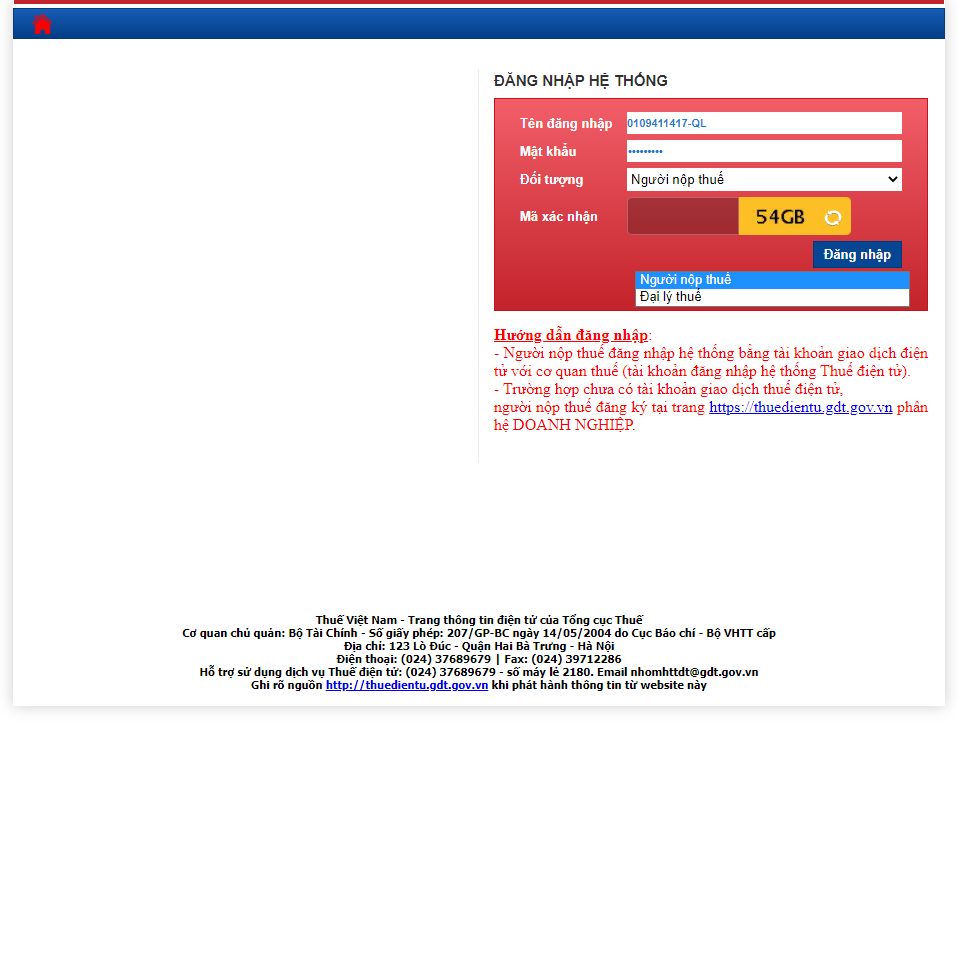 ĐĂNG NHẬP HỆ THỐNG
Tên đăng nhập 0109411417-QL
Mật khẩu •••••••••
Đối tượng Người nộp thuế
Mã xác nhận 54GB
Đăng nhập
Người nộp thuế
Đại lý thuế
Hướng dẫn đăng nhập:
- Người nộp thuế đăng nhập hệ thống bằng tài khoản giao dịch điện
tử với cơ quan thuế (tài khoản đăng nhập hệ thống Thuế điện tử).
- Trường hợp chưa có tài khoản giao dịch thuế điện tử,
người nộp thuế đăng ký tại trang https://thuedientu.gdt.gov.vn phân
hệ DOANH NGHIỆP.
Thuế Việt Nam - Trang thông tin điện tử của Tổng cục Thuế
Cơ quan chủ quản: Bộ Tài Chính - Số giấy phép: 207/GP-BC ngày 14/05/2004 do Cục Báo chí - Bộ VHTT cấp
Địa chỉ: 123 Lò Đúc - Quận Hai Bà Trưng - Hà Nội
Điện thoại: (024) 37689679 | Fax: (024) 39712286
Hỗ trợ sử dụng dịch vụ Thuế điện tử: (024) 37689679 - số máy lẻ 2180. Email nhomhttdt@gdt.gov.vn
Ghi rõ nguồn http://thuedientu.gdt.gov.vn khi phát hành thông tin từ website này